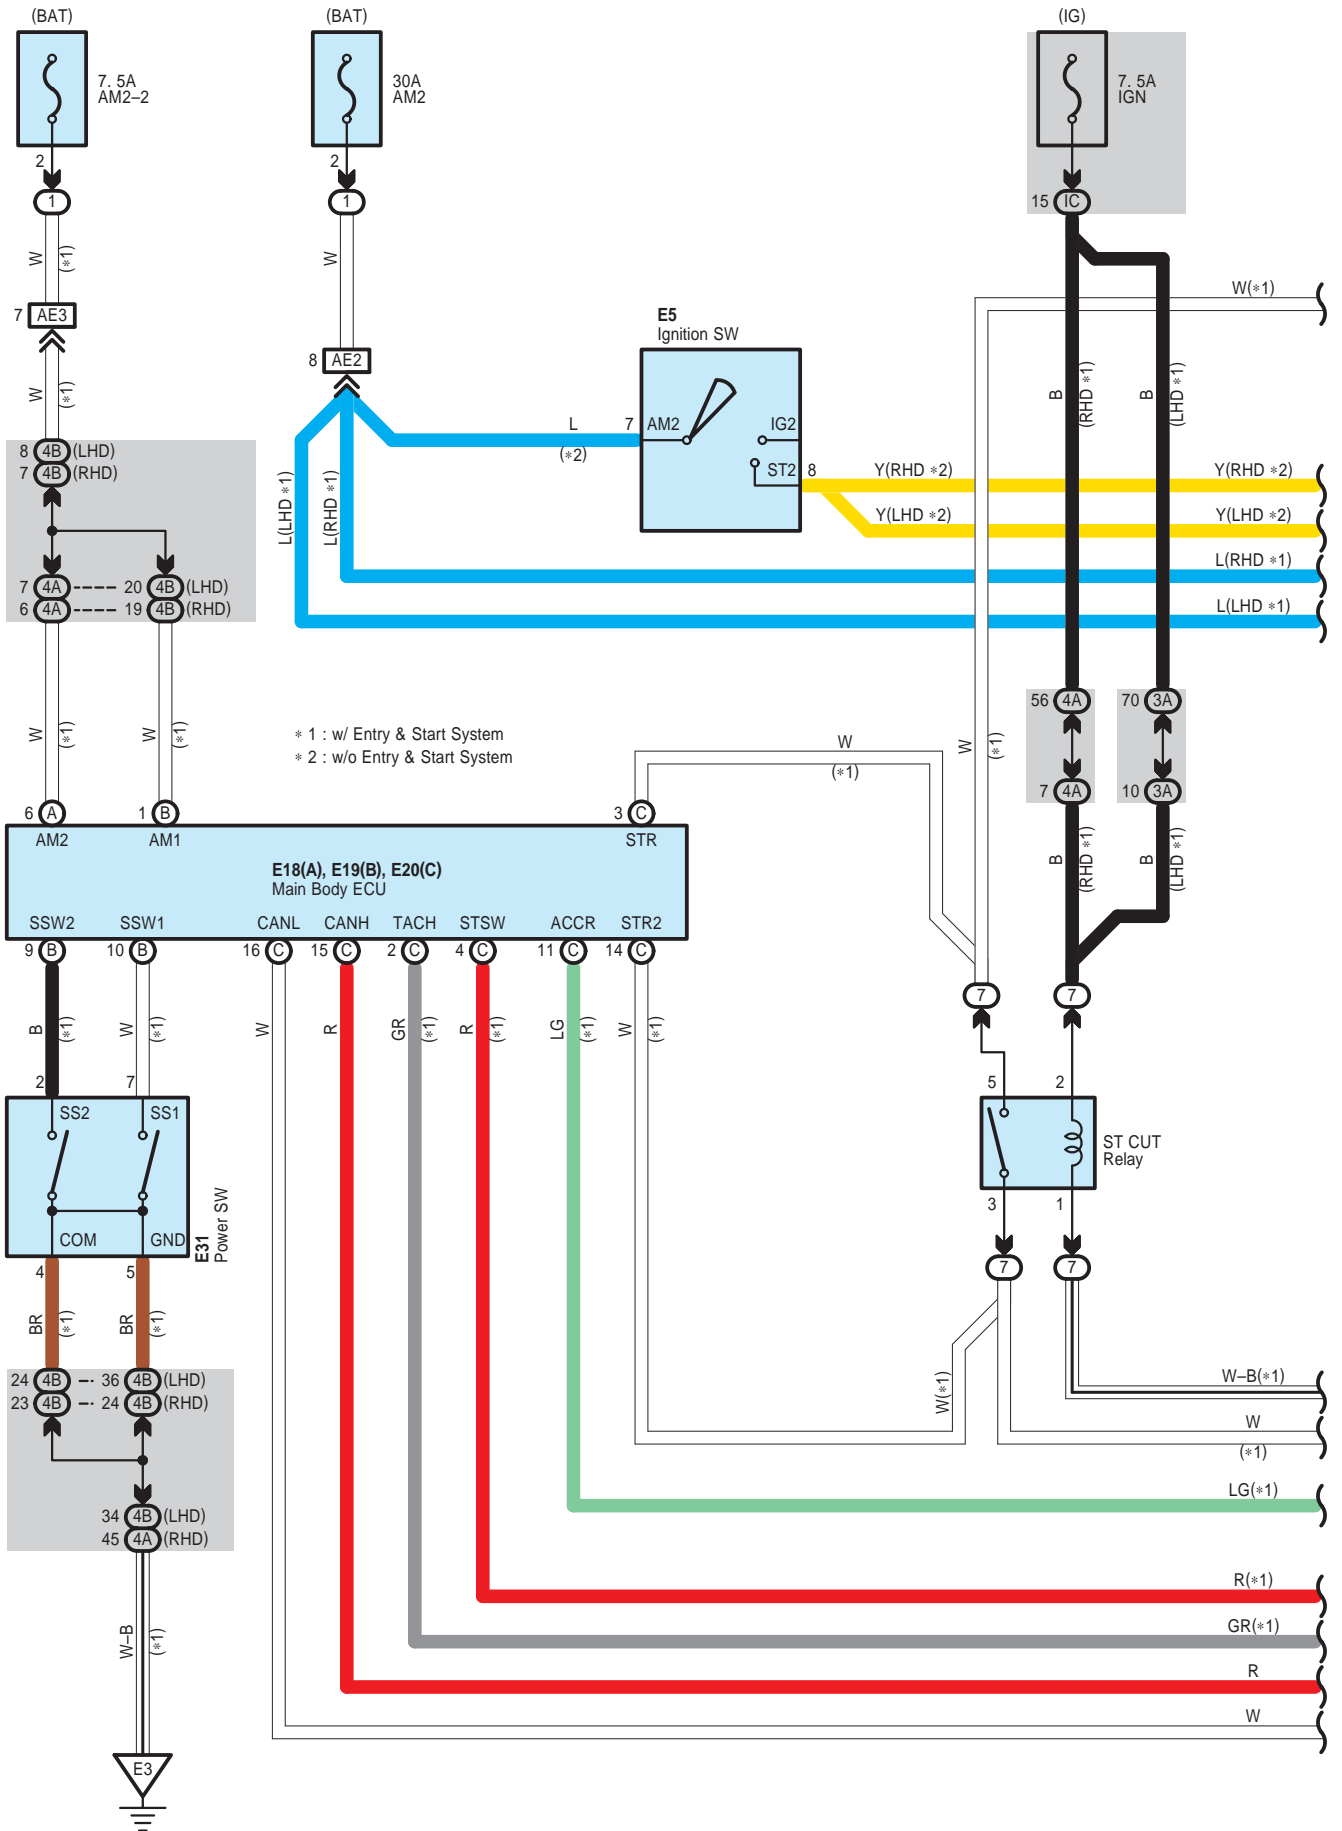 (BAT)
(BAT)
(IG)
7. 5A
AM2–2
30A
AM2
7. 5A
IGN
2
2
1
1
15 IC
W
(∗1)
W
W(∗1)
7 AE3
E5
Ignition SW
8 AE2
W
(∗1)
B
(RHD ∗1)
B
(LHD ∗1)
L
(∗2)
7 AM2
IG2
ST2 8
8 4B (LHD)
7 4B (RHD)
Y(RHD ∗2)
Y(RHD ∗2)
L(LHD ∗1)
L(RHD ∗1)
Y(LHD ∗2)
Y(LHD ∗2)
L(RHD ∗1)
7 4A 20 4B (LHD)
6 4A 19 4B (RHD)
L(LHD ∗1)
56 4A 70 3A
W
(∗1)
W
(∗1)
∗ 1 : w/ Entry & Start System
∗ 2 : w/o Entry & Start System
W
(∗1)
W
(∗1)
7 4A 10 3A
6 A 1 B 3 C
AM2 AM1 STR
B
(RHD ∗1)
B
(LHD ∗1)
E18(A), E19(B), E20(C)
Main Body ECU
SSW2 SSW1 CANL CANH TACH STSW ACCR STR2
9 B 10 B 16 C 15 C 2 C 4 C 11 C 14 C
7 7
B
(∗1)
W
(∗1)
W
R
GR
(∗1)
R
(∗1)
LG
(∗1)
W
(∗1)
2 7
5 2
SS2 SS1
ST CUT
Relay
3 1
COM GND
E31
Power SW
4 5
7 7
BR
(∗1)
BR
(∗1)
24 4B 36 4B (LHD)
23 4B 24 4B (RHD)
W(∗1)
W–B(∗1)
W
(∗1)
LG(∗1)
34 4B (LHD)
45 4A (RHD)
R(∗1)
GR(∗1)
W–B
(∗1)
R
W
E3